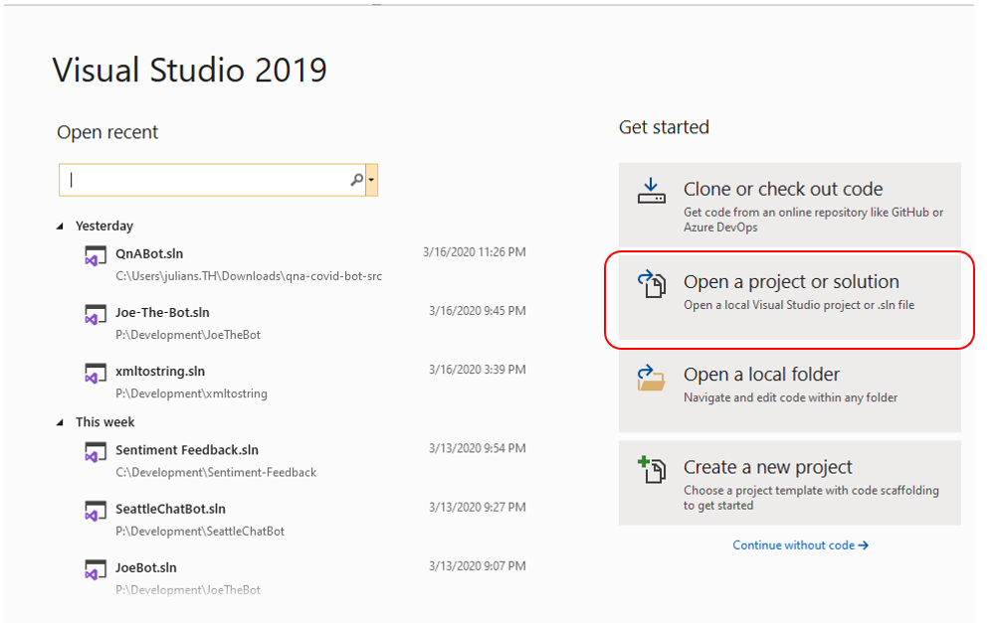 Visual Studio 2019
Open recent
Yesterday
QnABot.sln 3/16/2020 11:26 PM
C:\Users\julians.TH\Downloads\qna-covid-bot-src
Joe-The-Bot.sln 3/16/2020 9:45 PM
P:\Development\JoeTheBot
xmltostring.sln 3/16/2020 3:39 PM
P:\Development\xmltostring
This week
Sentiment Feedback.sln 3/13/2020 9:54 PM
C:\Development\Sentiment-Feedback
SeattleChatBot.sln 3/13/2020 9:27 PM
P:\Development\SeattleChatBot
JoeBot.sln 3/13/2020 9:07 PM
P:\Development\JoeTheBot
Get started
Clone or check out code
Get code from an online repository like GitHub or
Azure DevOps
Open a project or solution
Open a local Visual Studio project or .sln file
Open a local folder
Navigate and edit code within any folder
Create a new project
Choose a project template with code scaffolding
to get started
Continue without code →